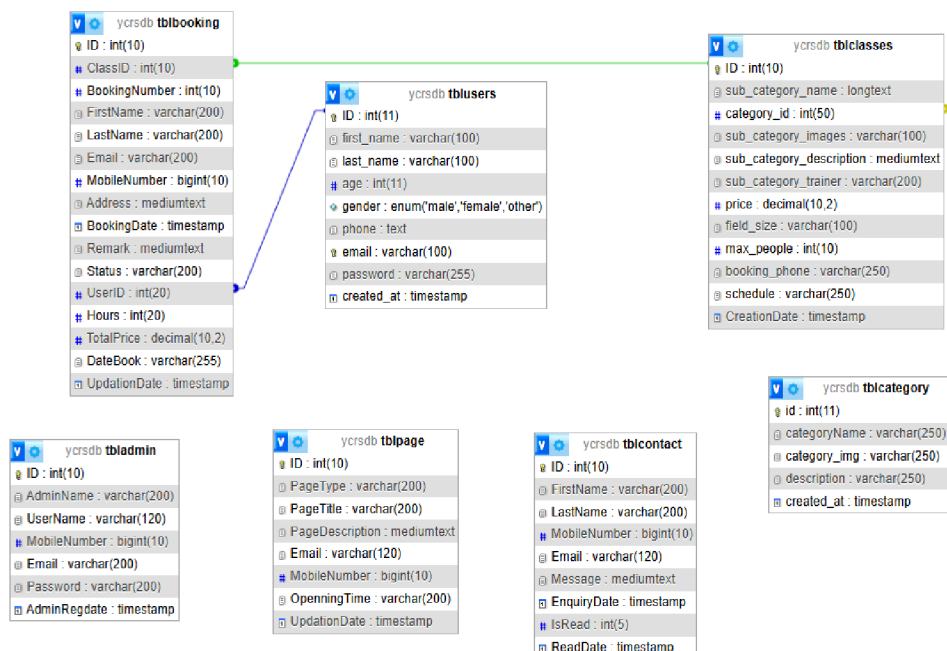 ycrsdb tblbooking
ID : int(10)
ClassID : int(10)
BookingNumber : int(10)
FirstName : varchar(200)
LastName : varchar(200)
Email : varchar(200)
MobileNumber : bigint(10)
Address : mediumtext
BookingDate : timestamp
Remark : mediumtext
Status : varchar(200)
UserID : int(20)
Hours : int(20)
TotalPrice : decimal(10,2)
DateBook : varchar(255)
UpdationDate : timestamp
ycrsdb tblusers
ID : int(11)
first_name : varchar(100)
last_name : varchar(100)
age : int(11)
gender : enum('male','female','other')
phone : text
email : varchar(100)
password : varchar(255)
created_at : timestamp
ycrsdb tblclasses
ID : int(10)
sub_category_name : longtext
category_id : int(50)
sub_category_images : varchar(100)
sub_category_description : mediumtext
sub_category_trainer : varchar(200)
price : decimal(10,2)
field_size : varchar(100)
max_people : int(10)
booking_phone : varchar(250)
schedule : varchar(250)
CreationDate : timestamp
ycrsdb tbladmin
ID : int(10)
AdminName : varchar(200)
UserName : varchar(120)
MobileNumber : bigint(10)
Email : varchar(200)
Password : varchar(200)
AdminRegdate : timestamp
ycrsdb tblpage
ID : int(10)
PageType : varchar(200)
PageTitle : varchar(200)
PageDescription : mediumtext
Email : varchar(120)
MobileNumber : bigint(10)
OpenningTime : varchar(200)
UpdationDate : timestamp
ycrsdb tblcontact
ID : int(10)
FirstName : varchar(200)
LastName : varchar(200)
MobileNumber : bigint(10)
Email : varchar(120)
Message : mediumtext
EnquiryDate : timestamp
IsRead : int(5)
ReadDate : timestamp
ycrsdb tblcategory
id : int(11)
categoryName : varchar(250)
category_img : varchar(250)
description : varchar(250)
created_at : timestamp